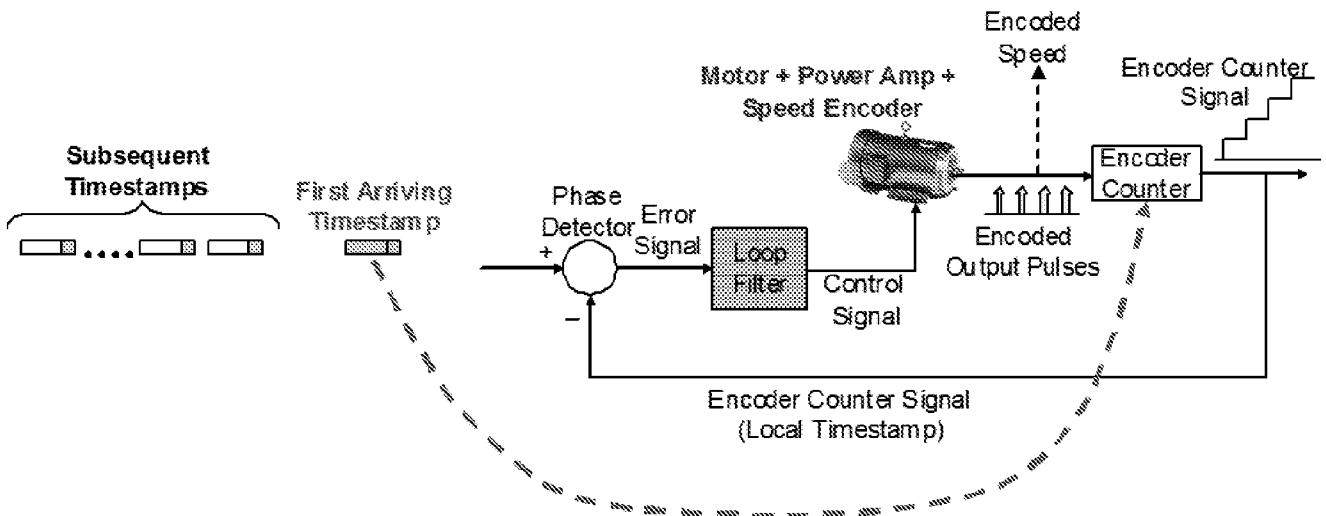 Encoded
Speed
Motor + Power Amp +
Speed Encoder
Encoder Counter
Signal
Subsequent
Timestamps
First Arriving
Timestamp
Phase
Detector
Error
Signal
Encoder
Counter
+
Loop
Filter
Encoded
Output Pulses
Control
Signal
−
Encoder Counter Signal
(Local Timestamp)